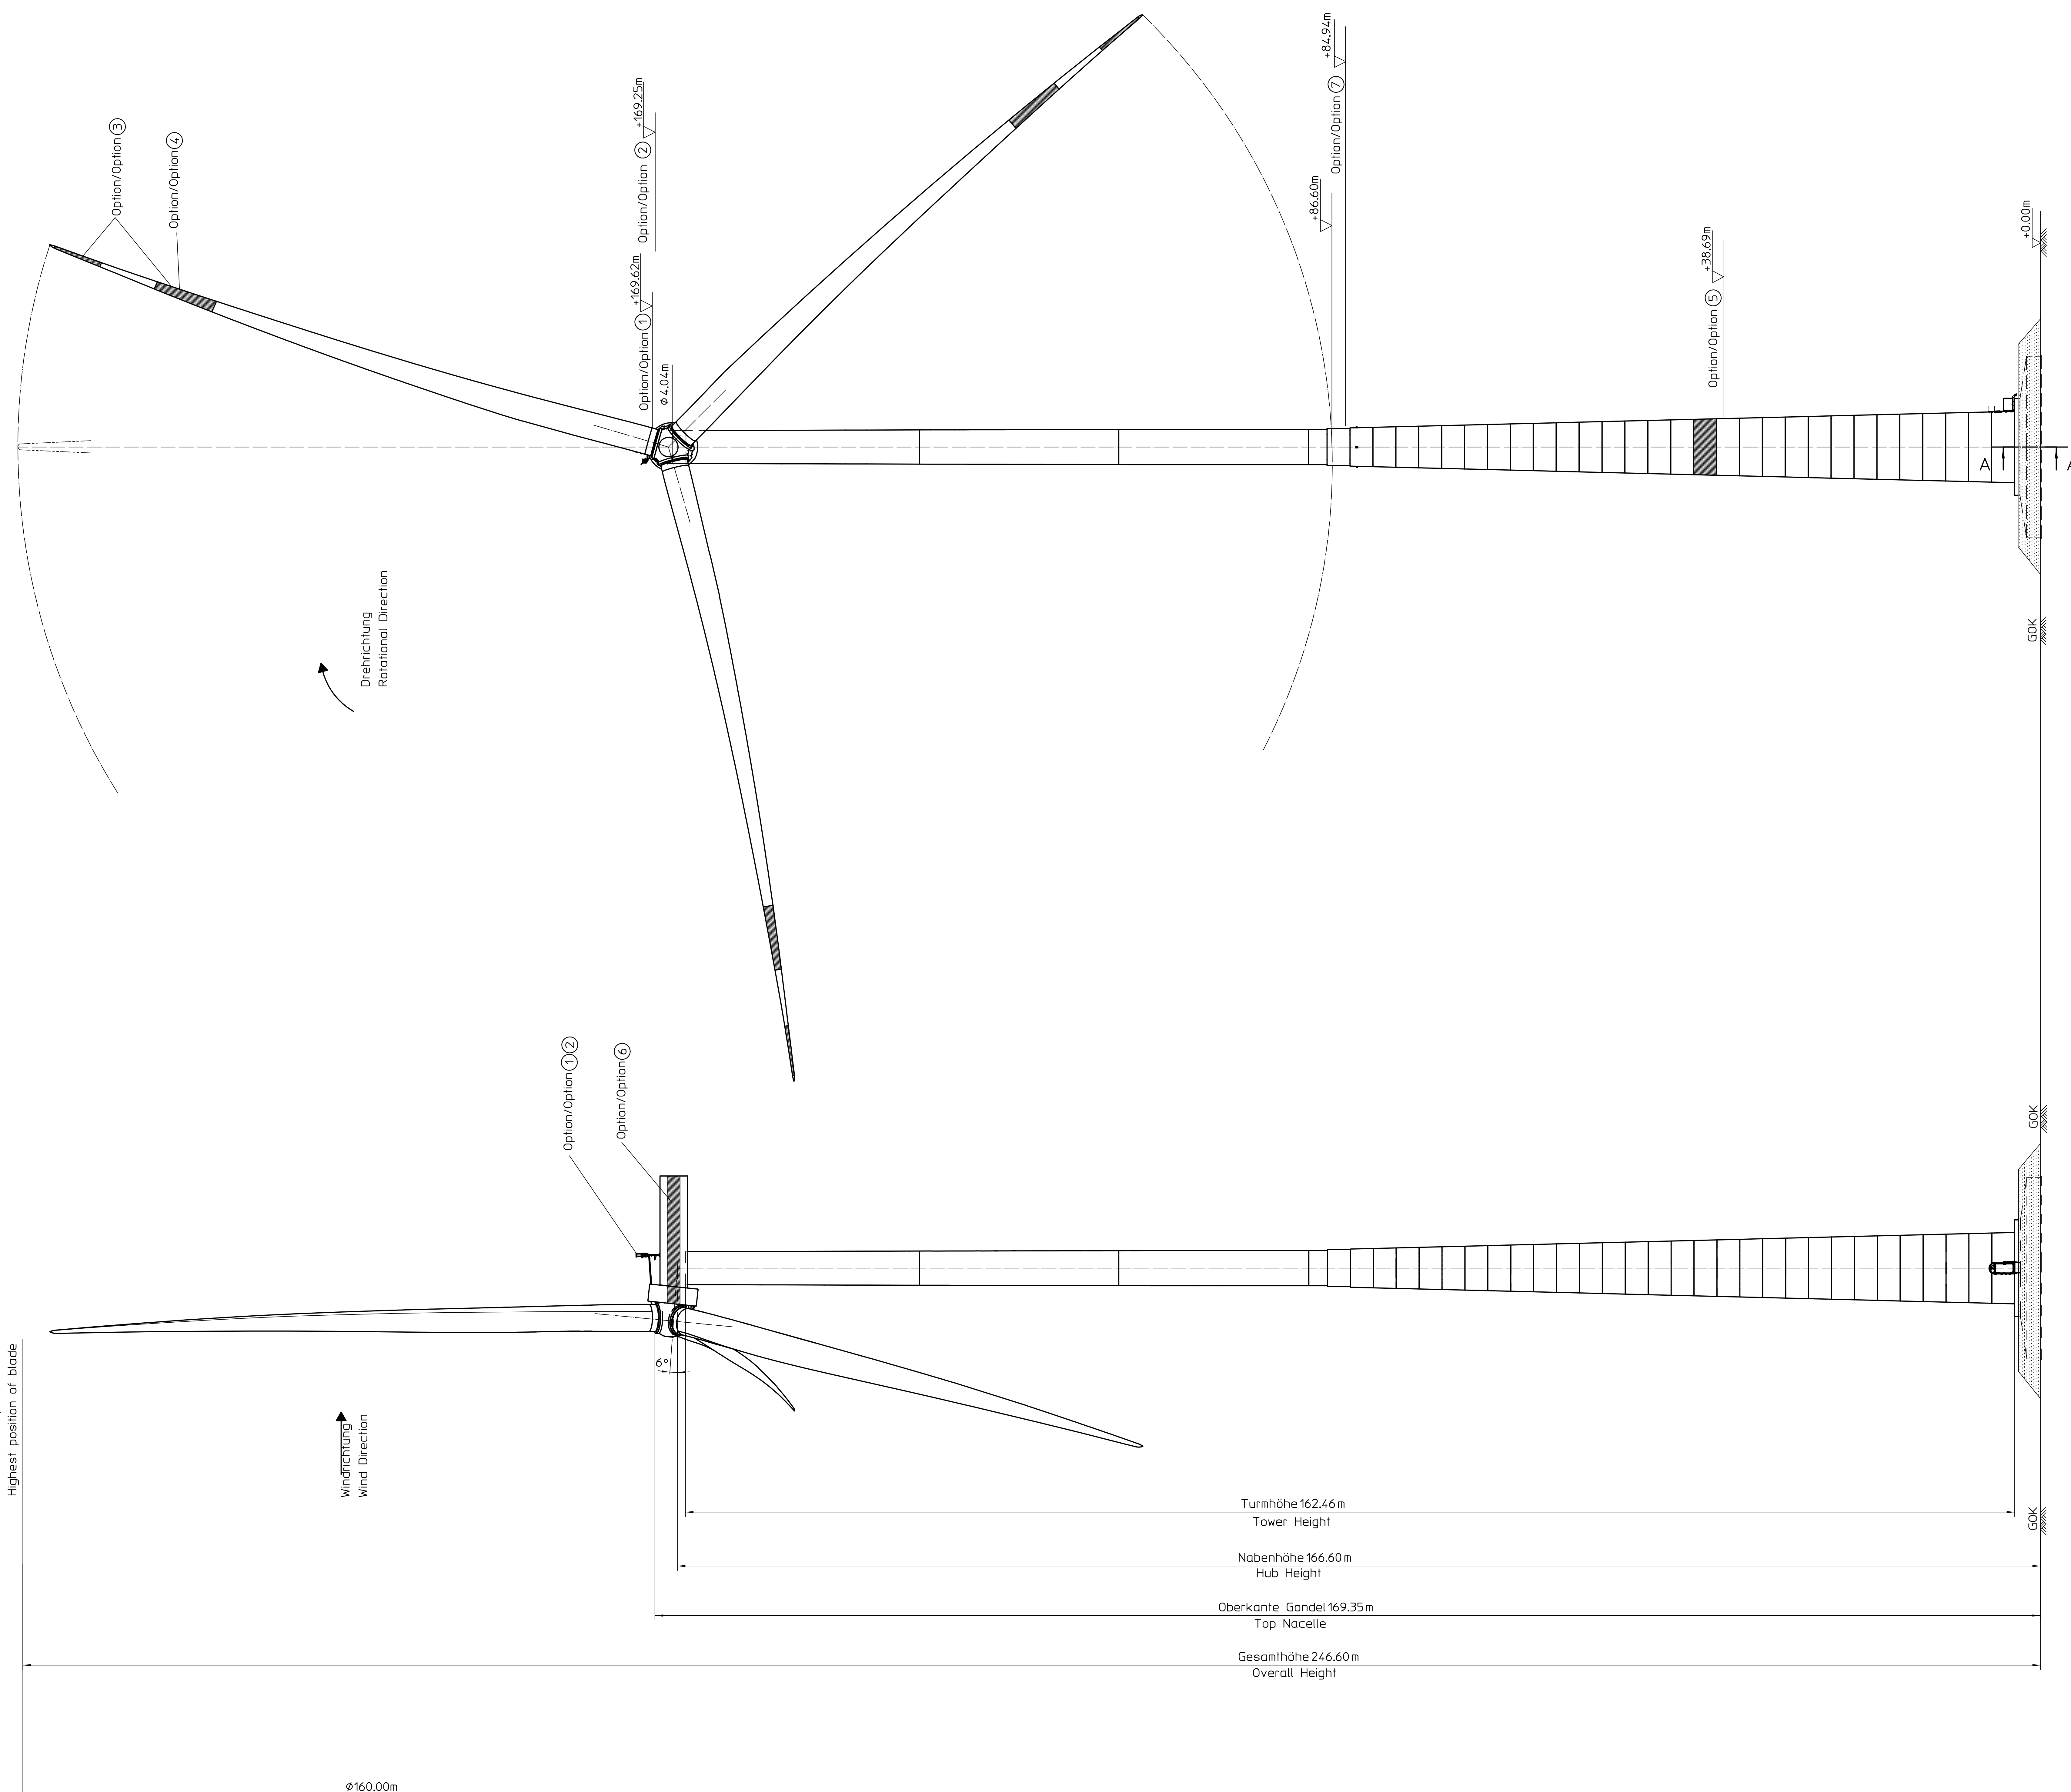 Option/Option 3
Option/Option 4
+169.25m
Option/Option 2
+169.62m
Option/Option 1
ø 4.04m
+84.94m
Option/Option 7
+86.60m
+38.69m
Option/Option 5
+0.00m
A
A
Drehrichtung
Rotational Direction
GOK
Option/Option 1 2
Option/Option 6
GOK
6°
Highest position of blade
Windrichtung
Wind Direction
GOK
Turmhöhe 162.46 m
Tower Height
Nabenhöhe 166.60 m
Hub Height
Oberkante Gondel 169.35 m
Top Nacelle
Gesamthöhe 246.60 m
Overall Height
ø160.00m